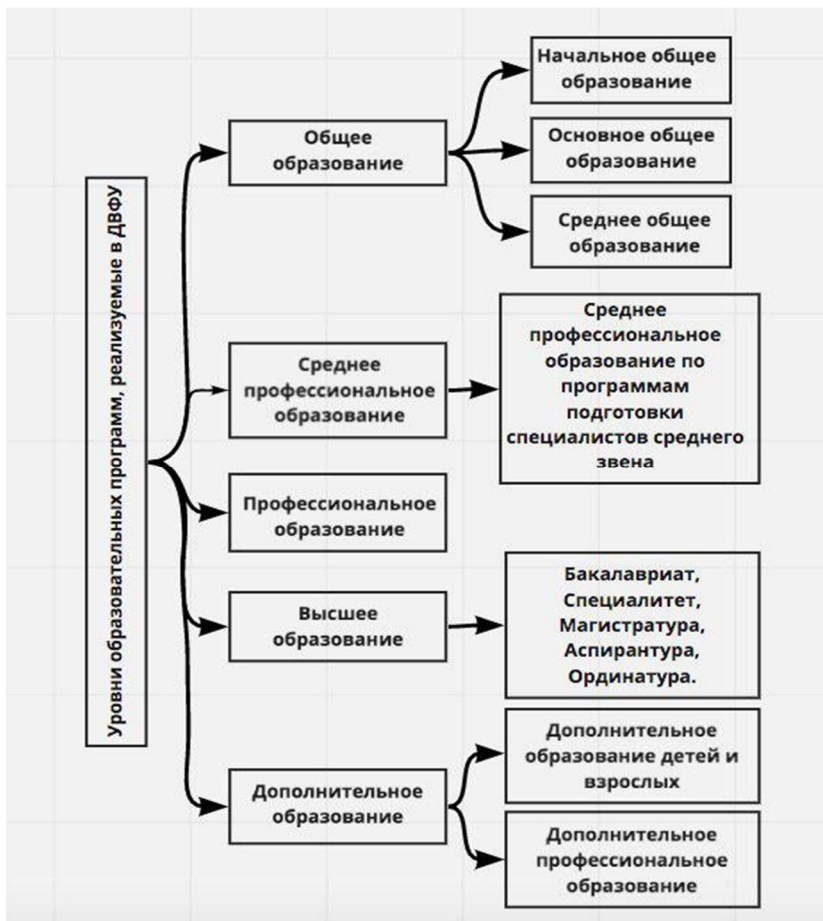 Уровни образовательных программ, реализуемые в ДВФУ
Общее
образование
Начальное общее
образование
Основное общее
образование
Среднее общее
образование
Среднее
профессиональное
образование
Среднее
профессиональное
образование по
программам
подготовки
специалистов среднего
звена
Профессиональное
образование
Высшее
образование
Бакалавриат,
Специалитет,
Магистратура,
Аспирантура,
Ординатура.
Дополнительное
образование
Дополнительное
образование детей и
взрослых
Дополнительное
профессиональное
образование